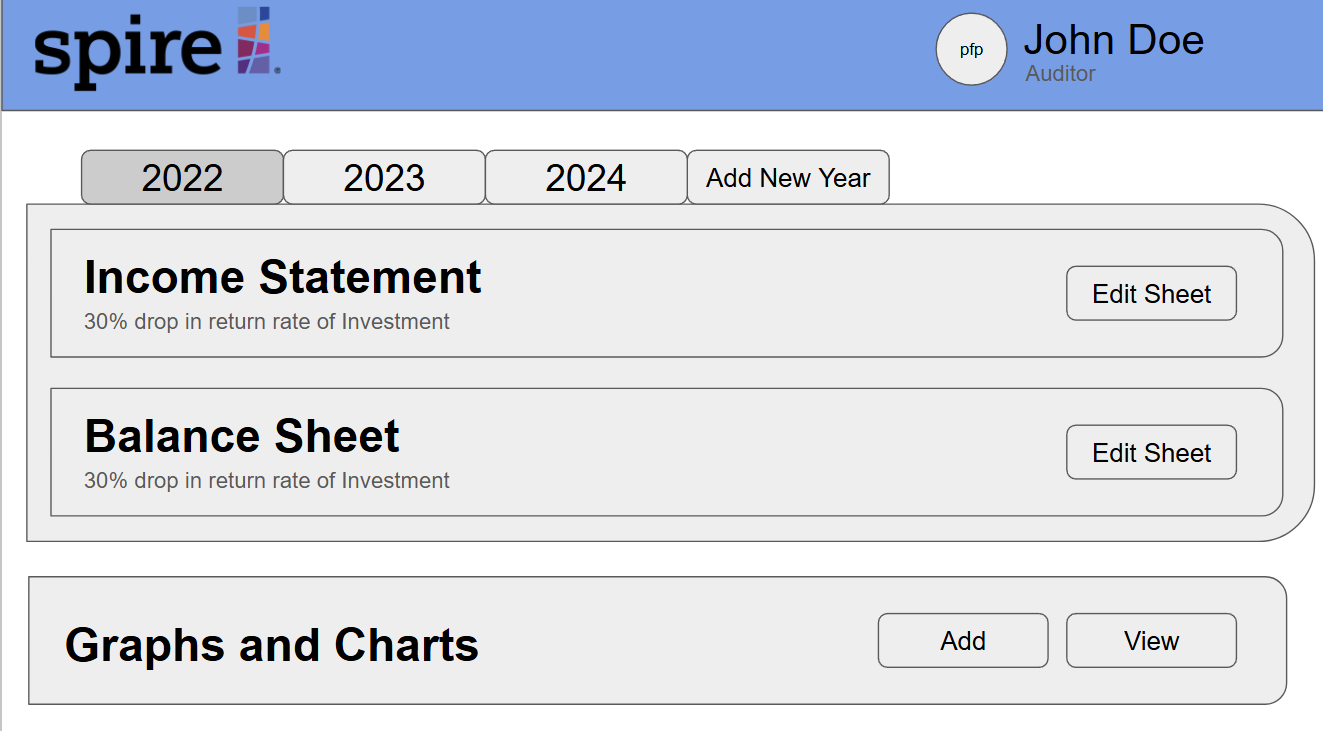 spire
pfp
John Doe
Auditor
2022
2023
2024
Add New Year
Income Statement
30% drop in return rate of Investment
Edit Sheet
Balance Sheet
30% drop in return rate of Investment
Edit Sheet
Graphs and Charts
Add
View